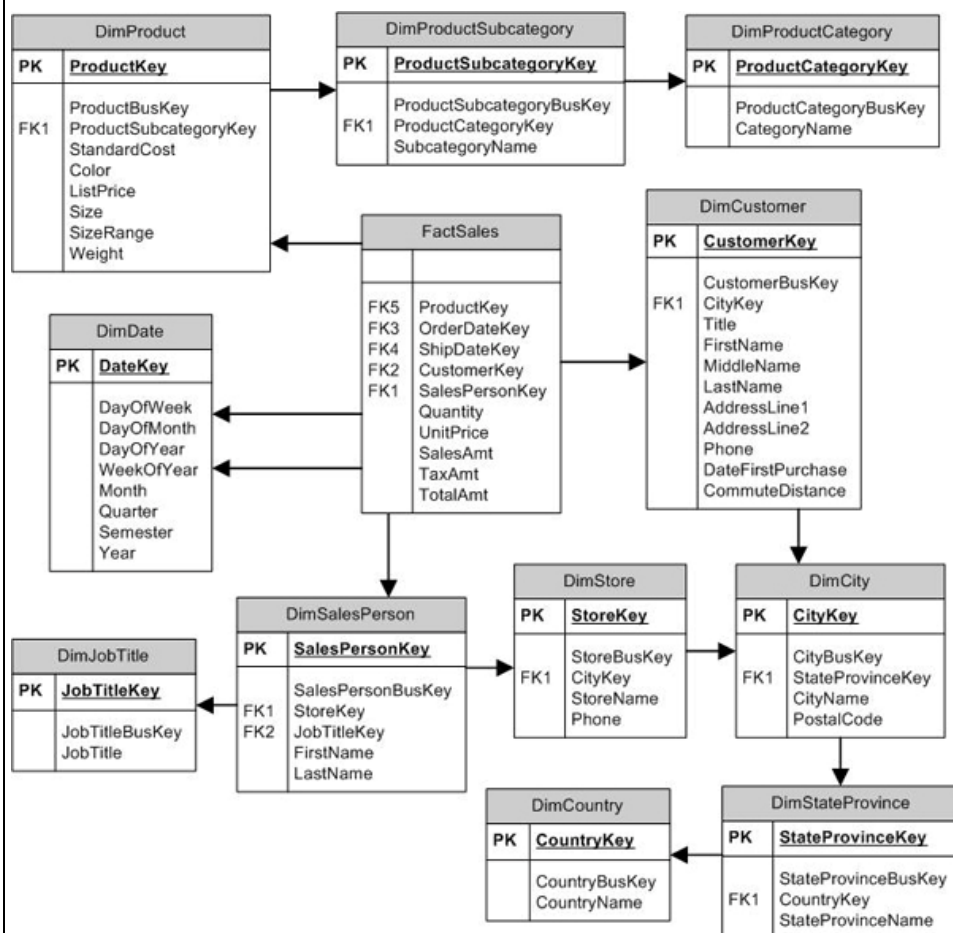 DimProduct
PK ProductKey
ProductBusKey
FK1 ProductSubcategoryKey
StandardCost
Color
ListPrice
Size
SizeRange
Weight
DimProductSubcategory
PK ProductSubcategoryKey
ProductSubcategoryBusKey
FK1 ProductCategoryKey
SubcategoryName
DimProductCategory
PK ProductCategoryKey
ProductCategoryBusKey
CategoryName
FactSales
FK5 ProductKey
FK3 OrderDateKey
FK4 ShipDateKey
FK2 CustomerKey
FK1 SalesPersonKey
Quantity
UnitPrice
SalesAmt
TaxAmt
TotalAmt
DimCustomer
PK CustomerKey
CustomerBusKey
FK1 CityKey
Title
FirstName
MiddleName
LastName
AddressLine1
AddressLine2
Phone
DateFirstPurchase
CommuteDistance
DimDate
PK DateKey
DayOfWeek
DayOfMonth
DayOfYear
WeekOfYear
Month
Quarter
Semester
Year
DimSalesPerson
PK SalesPersonKey
SalesPersonBusKey
FK1 StoreKey
FK2 JobTitleKey
FirstName
LastName
DimStore
PK StoreKey
StoreBusKey
FK1 CityKey
StoreName
Phone
DimCity
PK CityKey
CityBusKey
FK1 StateProvinceKey
CityName
PostalCode
DimJobTitle
PK JobTitleKey
JobTitleBusKey
JobTitle
DimCountry
PK CountryKey
CountryBusKey
CountryName
DimStateProvince
PK StateProvinceKey
StateProvinceBusKey
FK1 CountryKey
StateProvinceName